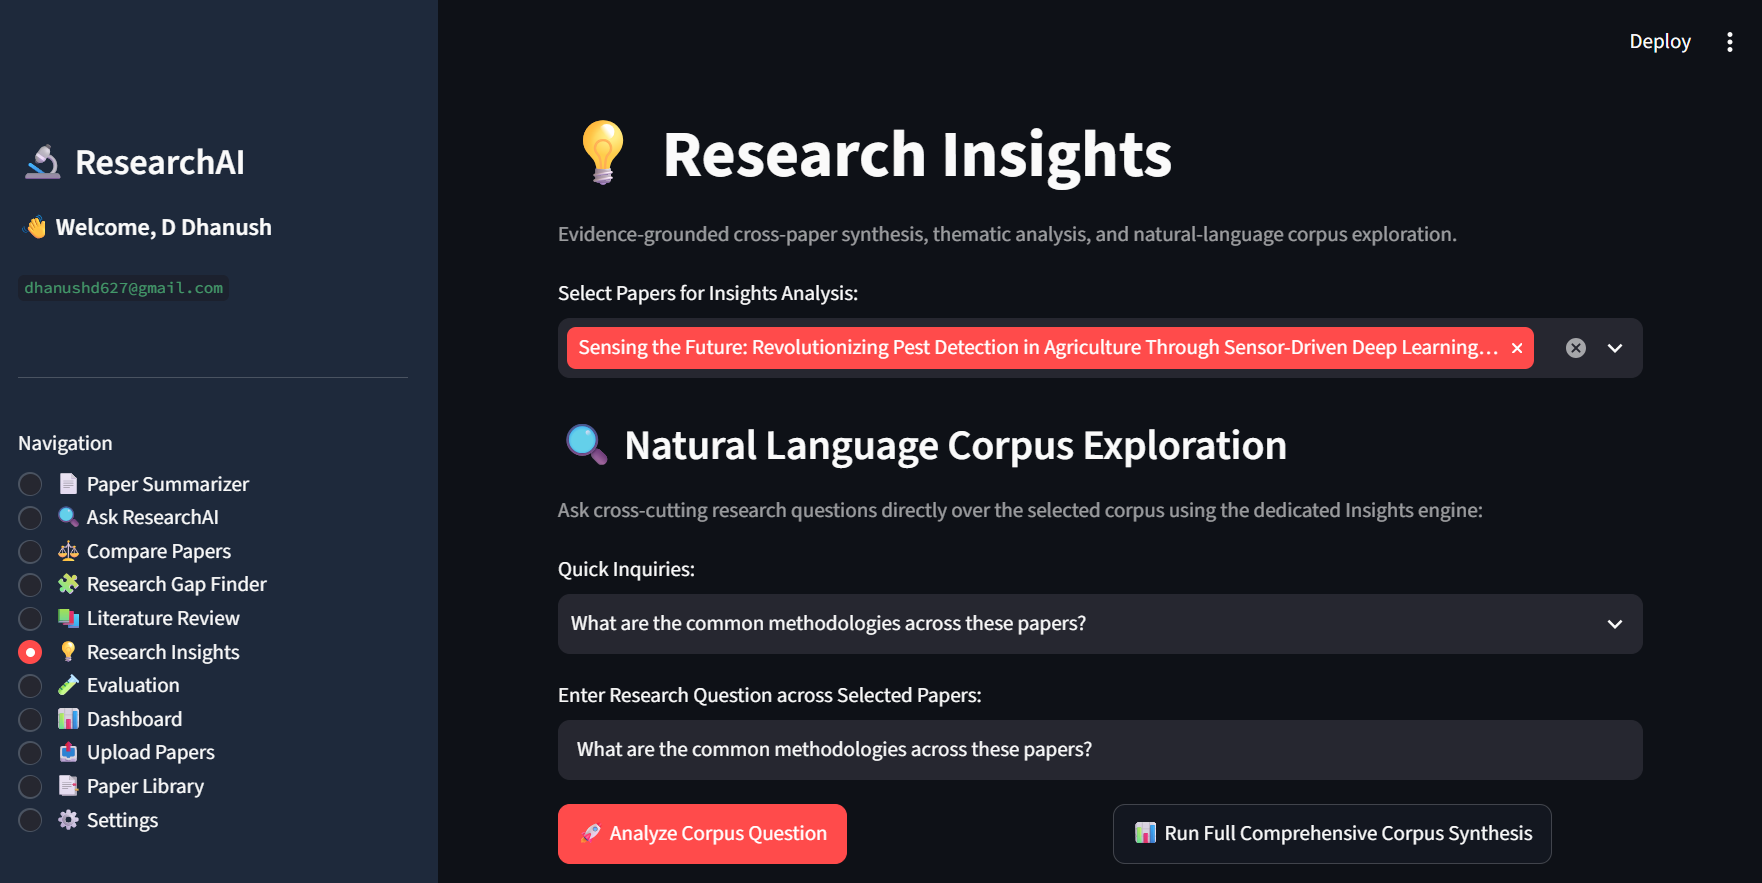 Deploy
ResearchAI
Welcome, D Dhanush
dhanushd627@gmail.com
Navigation
Paper Summarizer
Ask ResearchAI
Compare Papers
Research Gap Finder
Literature Review
Research Insights
Evaluation
Dashboard
Upload Papers
Paper Library
Settings
Research Insights
Evidence-grounded cross-paper synthesis, thematic analysis, and natural-language corpus exploration.
Select Papers for Insights Analysis:
Sensing the Future: Revolutionizing Pest Detection in Agriculture Through Sensor-Driven Deep Learning...
Natural Language Corpus Exploration
Ask cross-cutting research questions directly over the selected corpus using the dedicated Insights engine:
Quick Inquiries:
What are the common methodologies across these papers?
Enter Research Question across Selected Papers:
What are the common methodologies across these papers?
Analyze Corpus Question
Run Full Comprehensive Corpus Synthesis